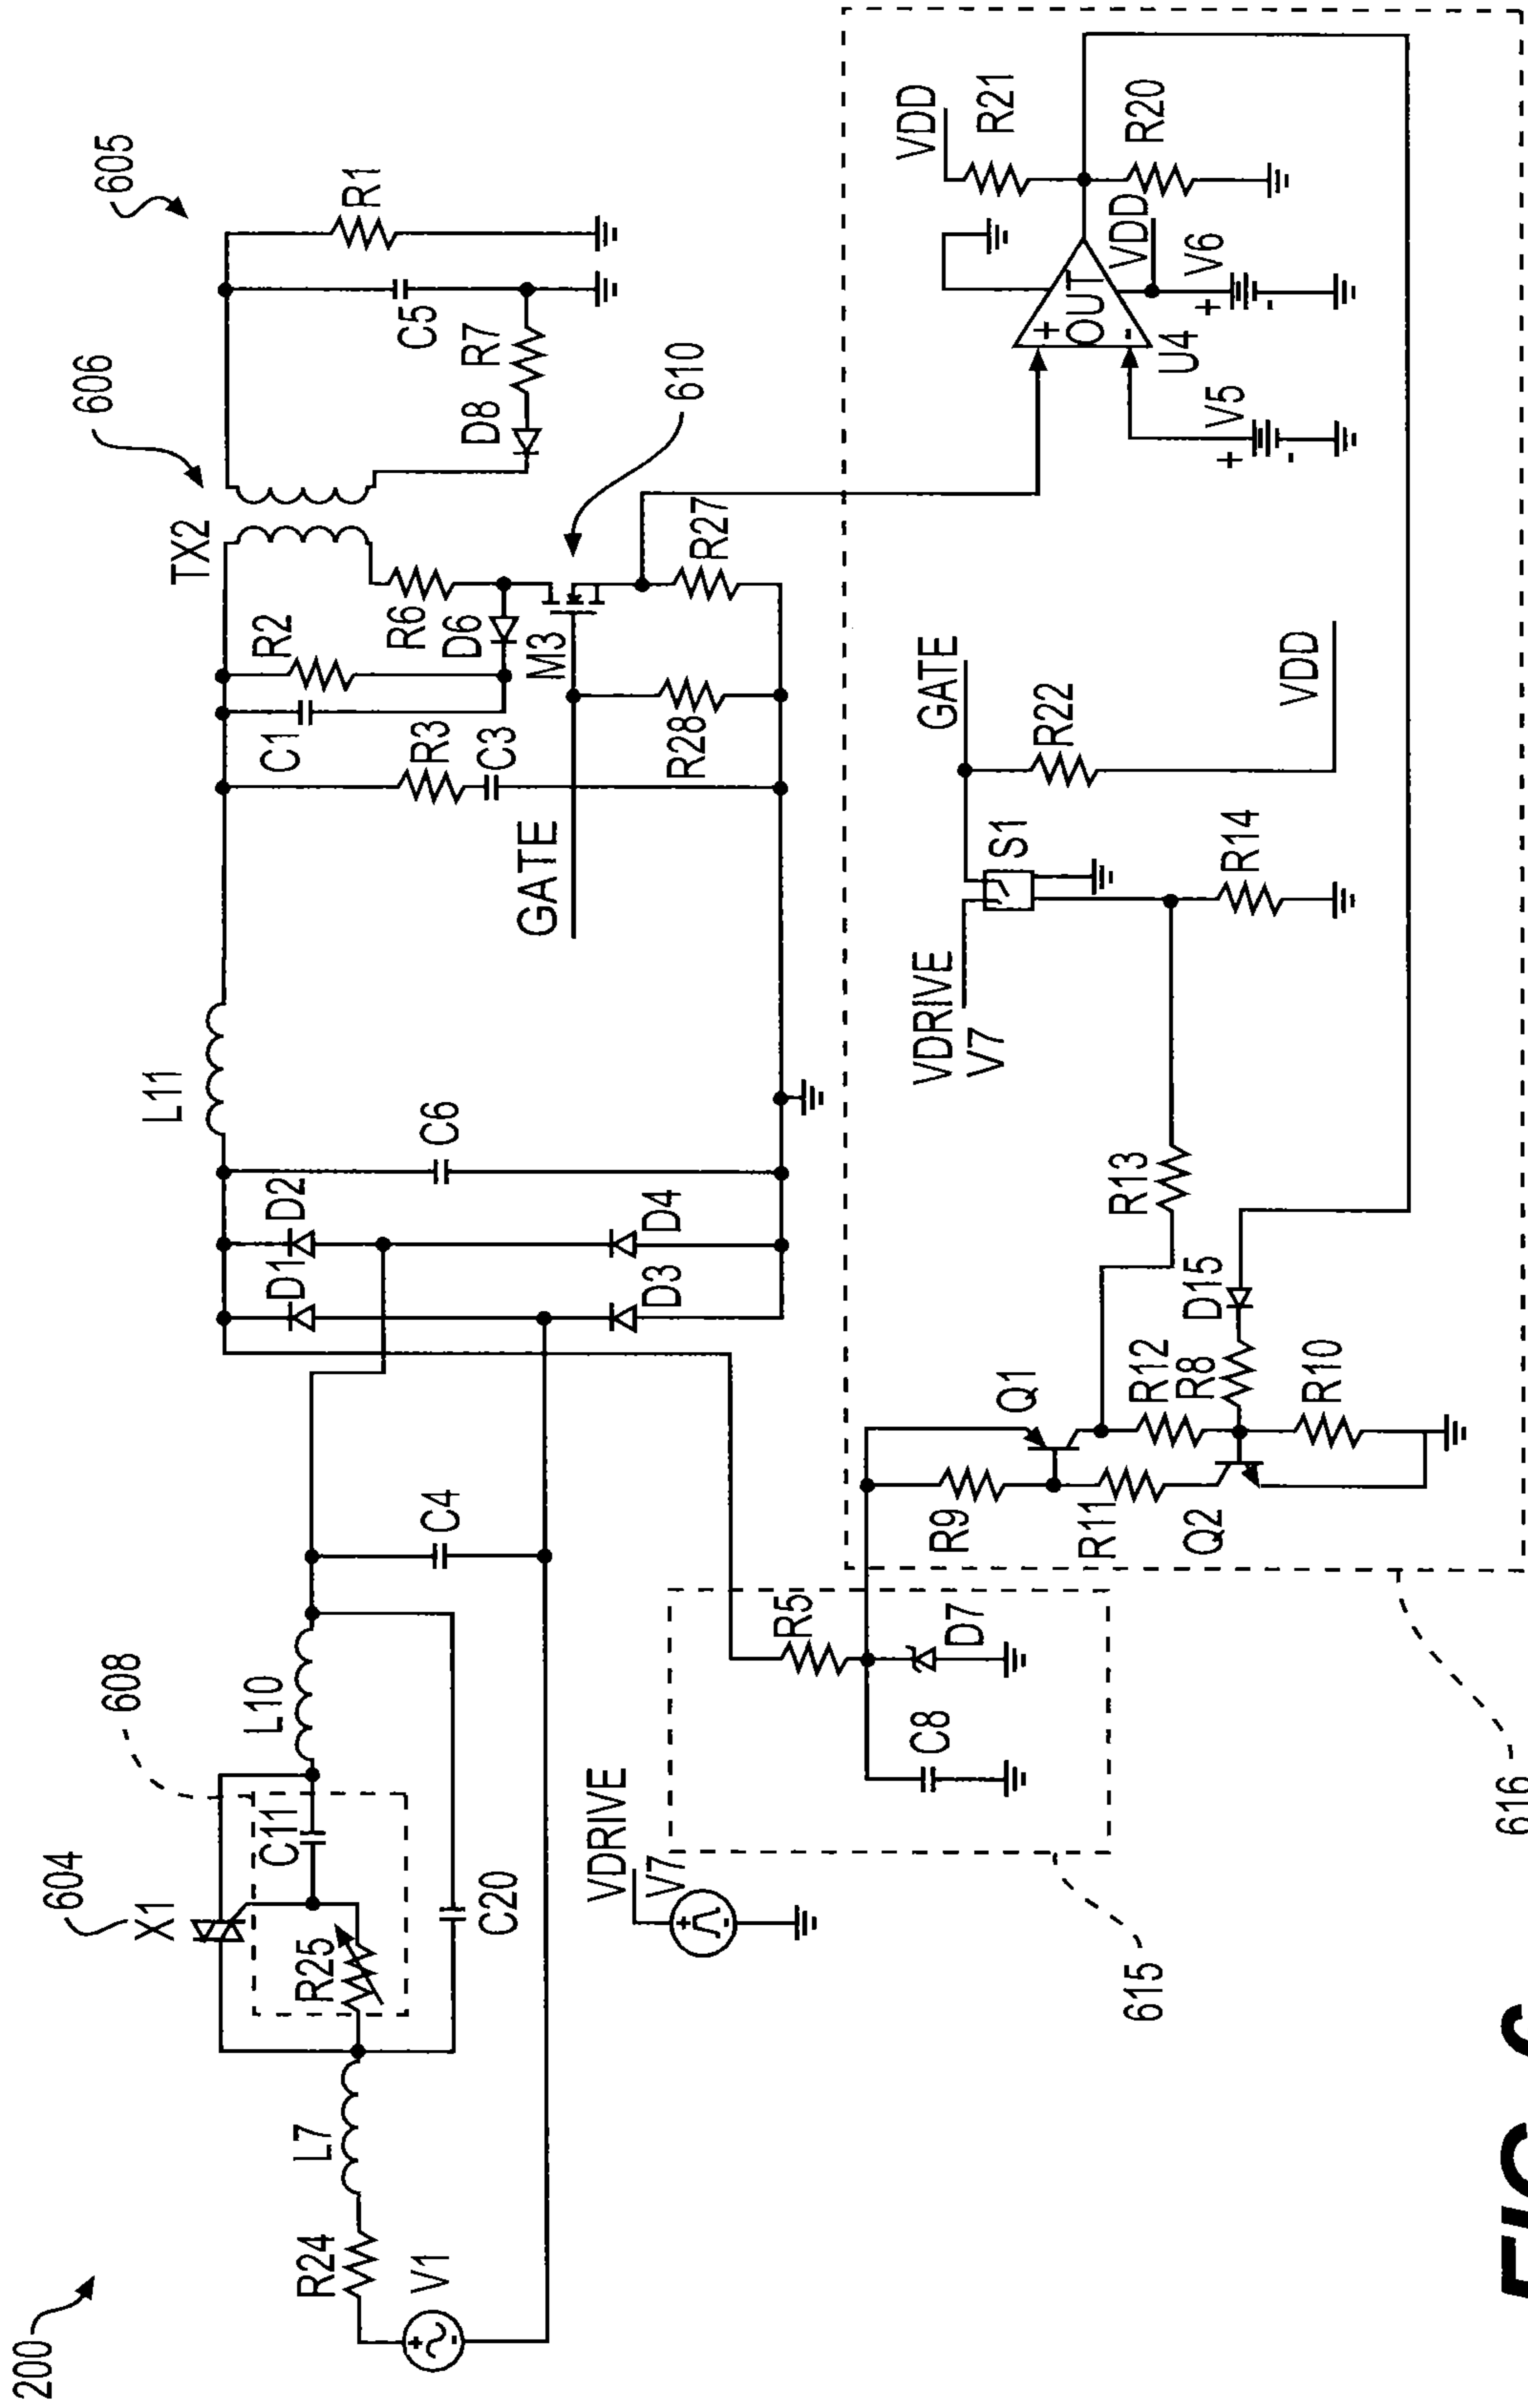 200
R24
V1
L7
604
X1
608
R25
C11
L10
C20
C4
VDRIVE
V7
615
C8
R5
D7
616
D1
D2
D3
D4
C6
L11
GATE
R3
C3
C1
R2
R28
R6
D6
M3
R27
TX2
606
605
610
D8
R7
C5
R1
R9
Q1
R11
R12
Q2
R8
R10
D15
R13
VDRIVE
V7
S1
R14
GATE
R22
VDD
V5
+
-
U4
+
OUT
-
VDD
V6
+
-
VDD
R21
R20